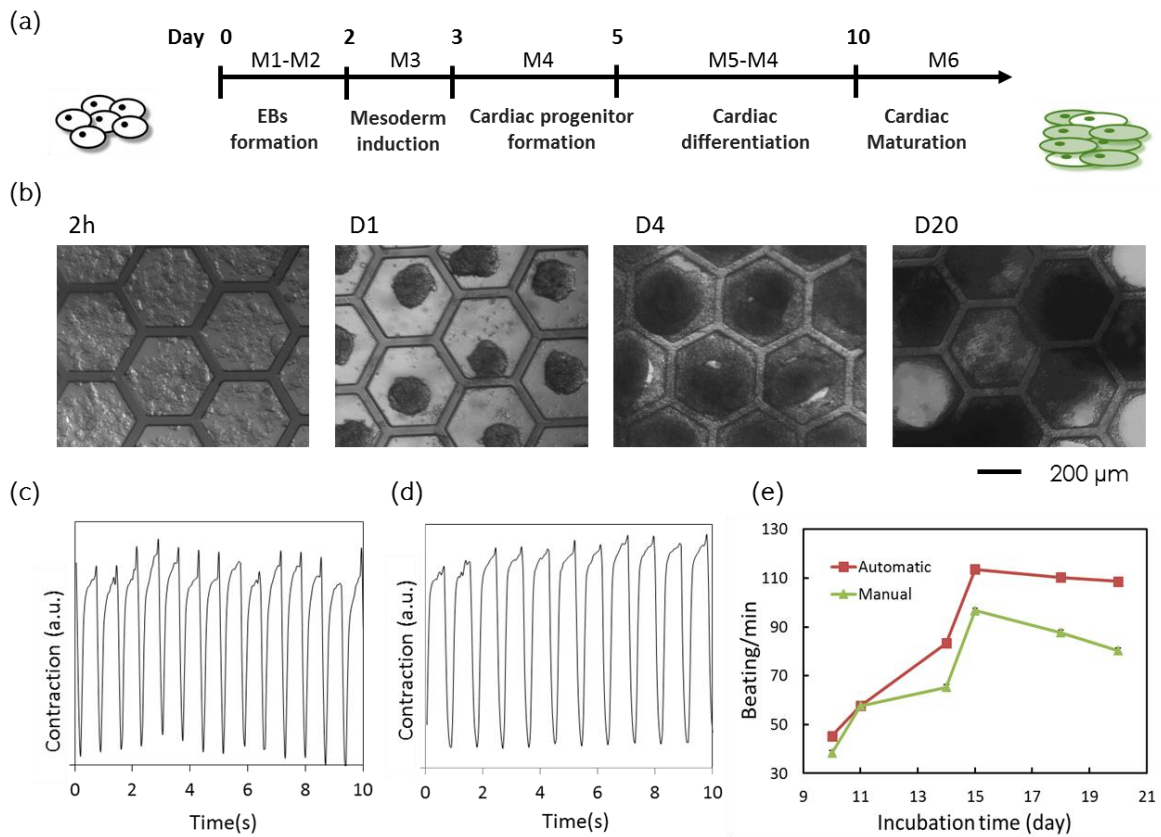 (a)
Day 0 2 3 5 10
M1-M2 M3 M4 M5-M4 M6
EBs formation
Mesoderm induction
Cardiac progenitor formation
Cardiac differentiation
Cardiac Maturation
(b)
2h D1 D4 D20
200 μm
(c)
Contraction (a.u.)
0 2 4 6 8 10
Time(s)
(d)
Contraction (a.u.)
0 2 4 6 8 10
Time(s)
(e)
130
110
90
70
50
30
Beating/min
Automatic
Manual
9 11 13 15 17 19 21
Incubation time (day)